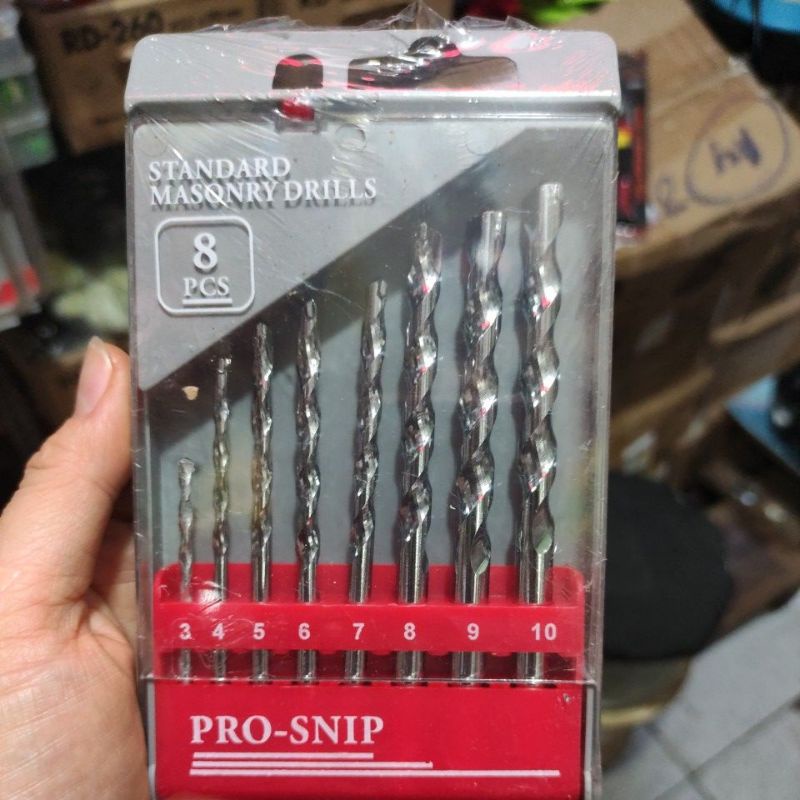 RD-260
STANDARD
MASONRY DRILLS
8
PCS
3 4 5 6 7 8 9 10
PRO-SNIP